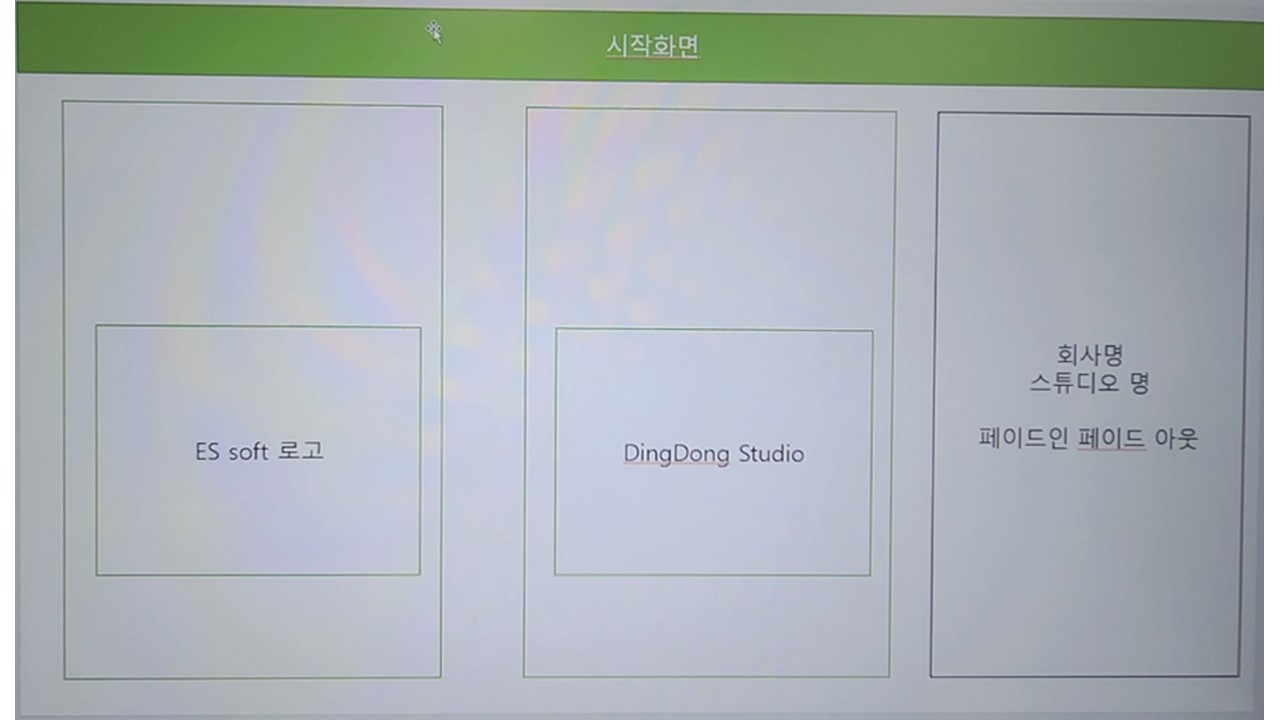 시작화면
ES soft 로고
DingDong Studio
회사명
스튜디오 명
페이드인 페이드 아웃